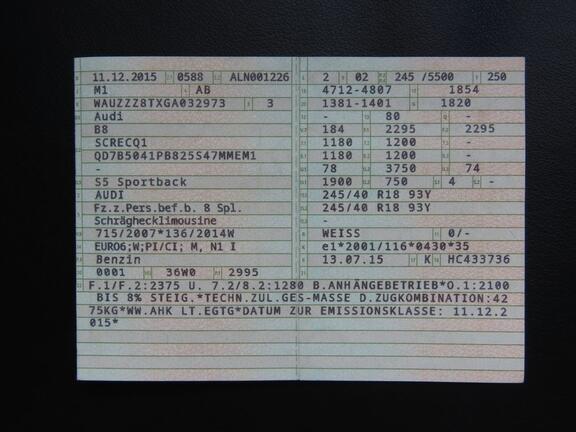 11.12.2015 0588 ALN001226
M1 AB
WAUZZZ8TXGA032973 3
Audi
B8
SCRECQ1
QD7B5041PB825S47MMEM1
-
S5 Sportback
AUDI
Fz.z.Pers.bef.b. 8 Spl.
Schräghecklimousine
715/2007*136/2014W
EURO6;W;PI/CI; M, N1 I
Benzin
0001 36W0 2995
2 02 245 /5500 250
4712-4807 1854
1381-1401 1820
- 80 -
184 2295 2295
1180 1200 -
1180 1200 -
78 3750 74
1900 750 4 -
245/40 R18 93Y
245/40 R18 93Y
-
WEISS 0/-
e1*2001/116*0430*35
13.07.15 K HC433736
F.1/F.2:2375 U. 7.2/8.2:1280 B.ANHÄNGEBETRIEB*O.1:2100
BIS 8% STEIG.*TECHN.ZUL.GES-MASSE D.ZUGKOMBINATION:42
75KG*WW.AHK LT.EGTG*DATUM ZUR EMISSIONSKLASSE: 11.12.2
015*